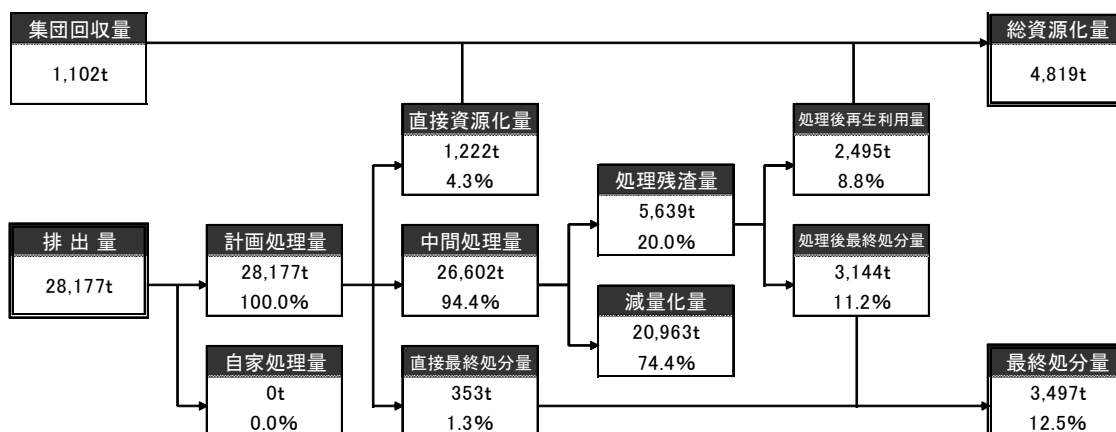 集団回収量
1,102t
総資源化量
4,819t
直接資源化量
1,222t
4.3%
処理後再生利用量
2,495t
8.8%
処理残渣量
5,639t
20.0%
排出量
28,177t
計画処理量
28,177t
100.0%
中間処理量
26,602t
94.4%
処理後最終処分量
3,144t
11.2%
減量化量
20,963t
74.4%
自家処理量
0t
0.0%
直接最終処分量
353t
1.3%
最終処分量
3,497t
12.5%